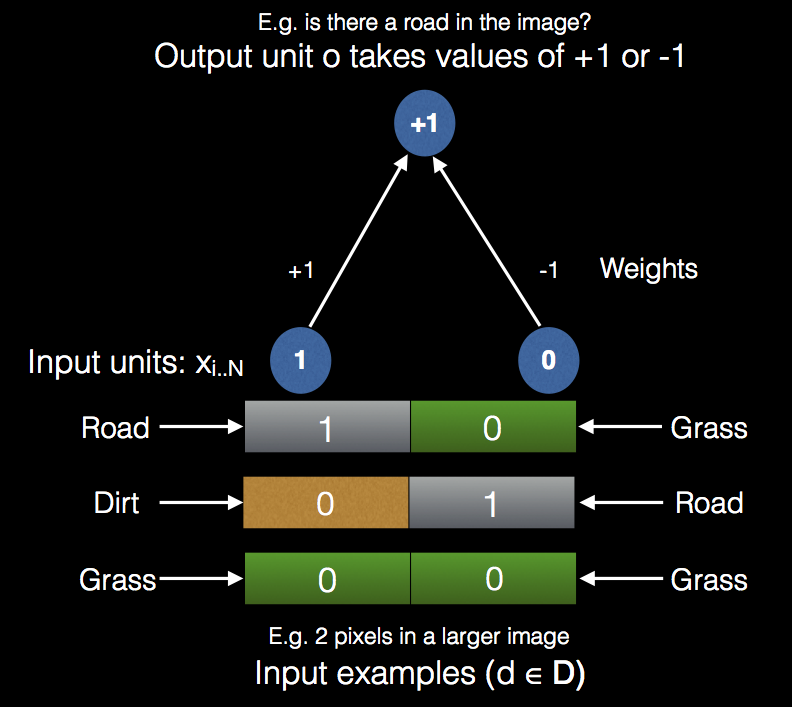 E.g. is there a road in the image?
Output unit o takes values of +1 or -1
+1
+1 -1 Weights
Input units: xi..N 1 0
Road 1 0 Grass
Dirt 0 1 Road
Grass 0 0 Grass
E.g. 2 pixels in a larger image
Input examples (d ∈ D)